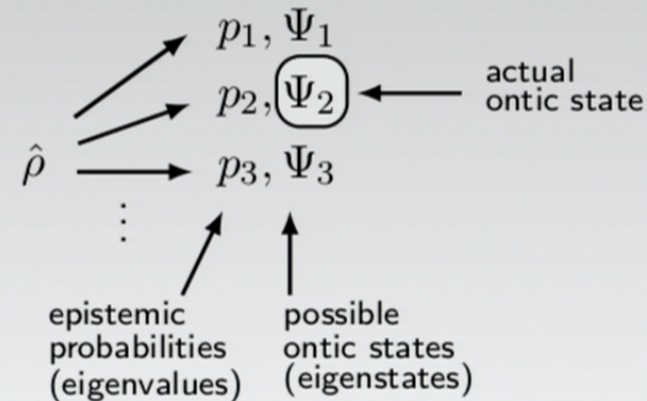 p₁, Ψ₁
p₂, Ψ₂
actual
ontic state
ρ̂
p₃, Ψ₃
⋮
epistemic
probabilities
(eigenvalues)
possible
ontic states
(eigenstates)